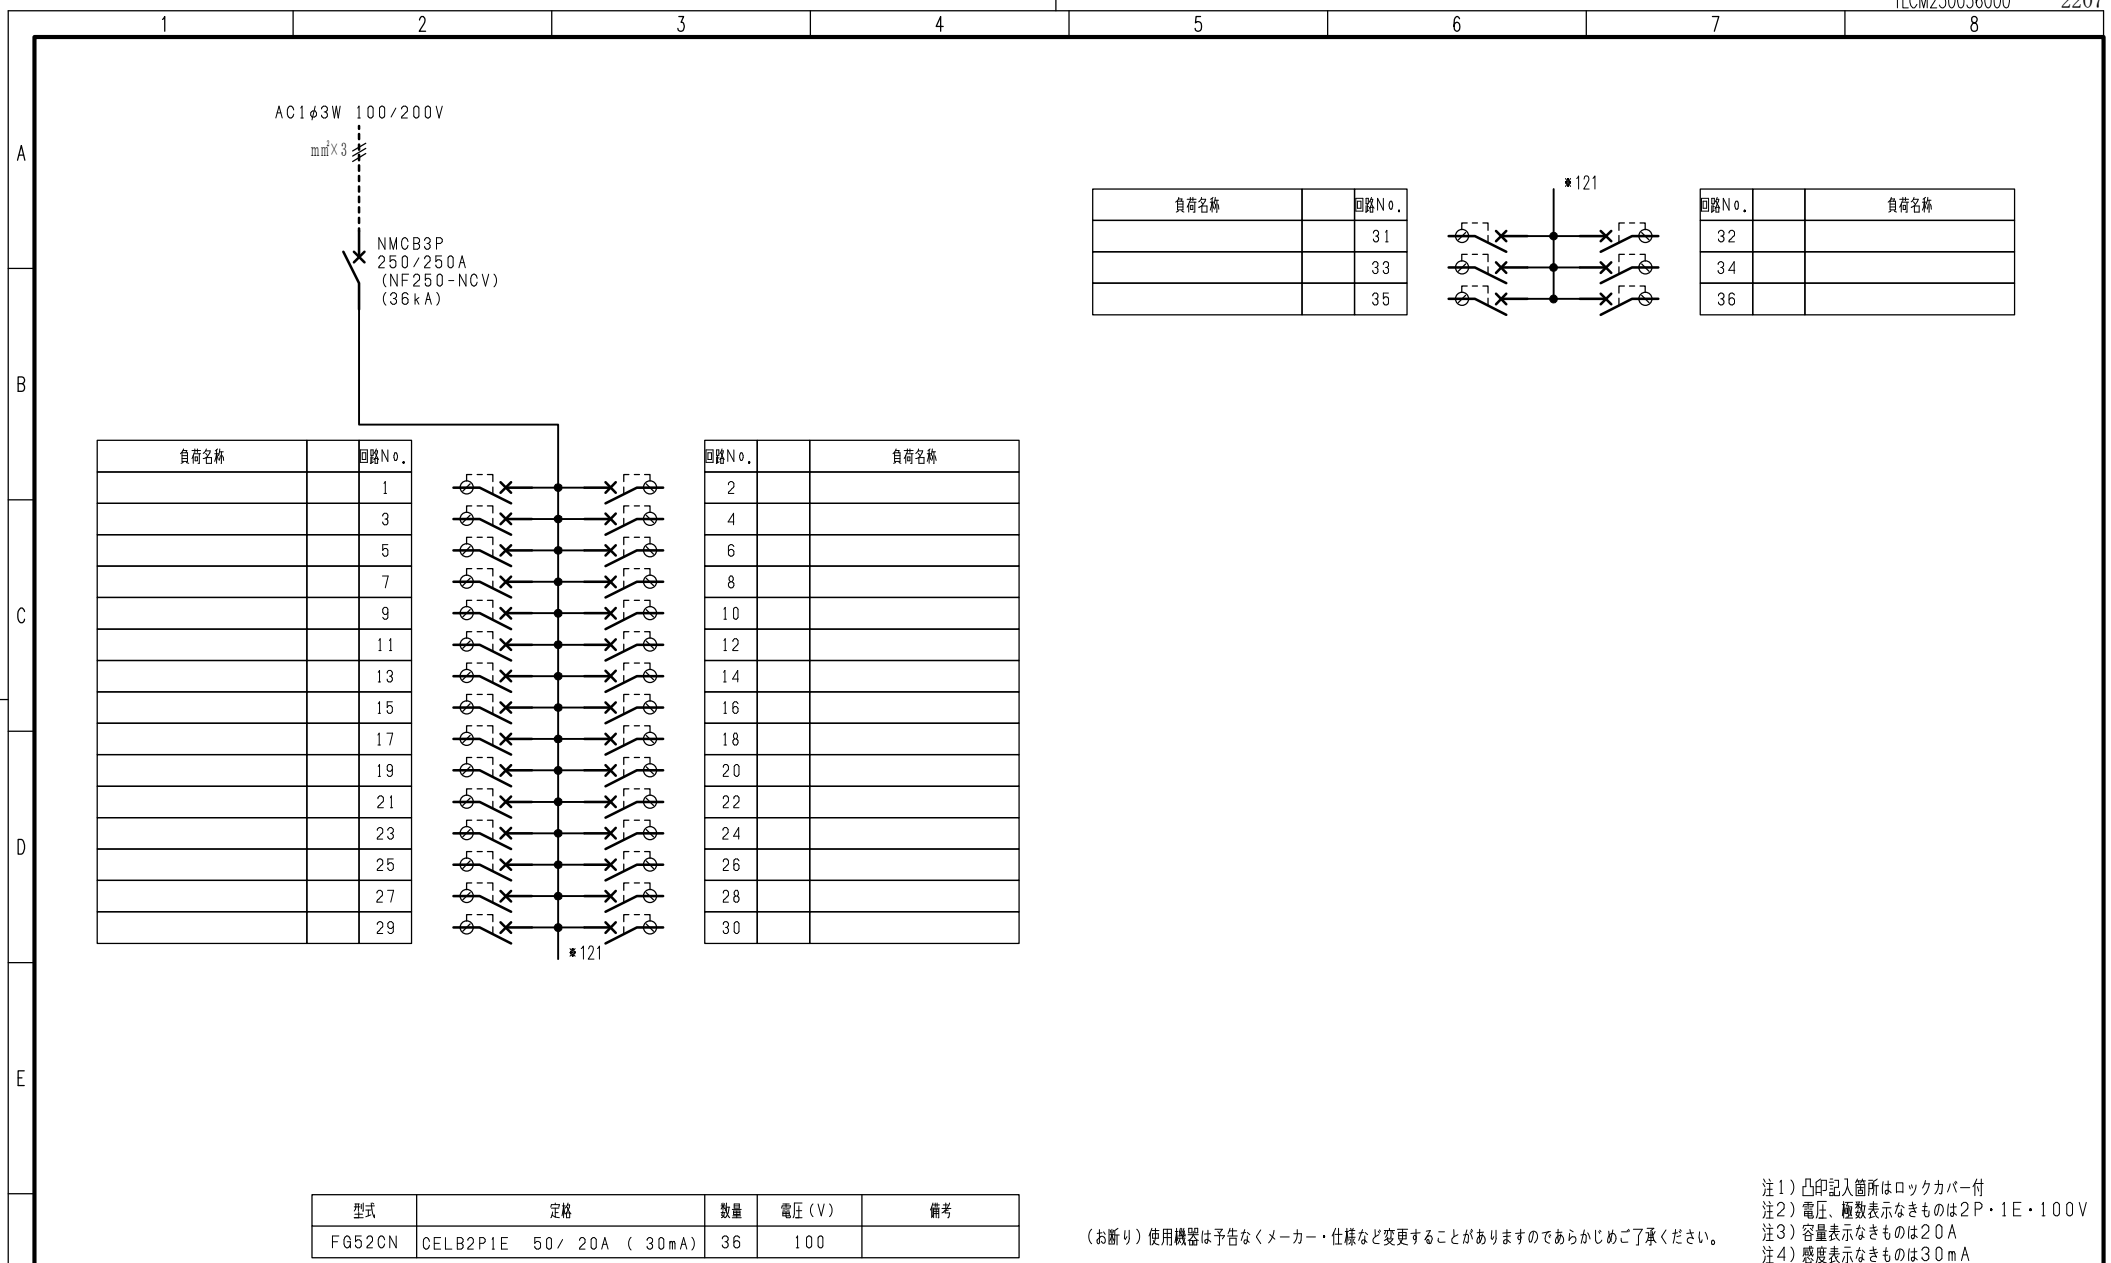 2207
1 2 3 4 5 6 7 8
A
B
C
D
E
AC1φ3W 100/200V
mm²×3
NMCB3P
250/250A
(NF250-NCV)
(36kA)
負荷名称 回路No. 回路No. 負荷名称
1 2
3 4
5 6
7 8
9 10
11 12
13 14
15 16
17 18
19 20
21 22
23 24
25 26
27 28
29 30
※121
※121
負荷名称 回路No. 回路No. 負荷名称
31 32
33 34
35 36
型式 定格 数量 電圧(V) 備考
FG52CN CELB2P1E 50/ 20A ( 30mA) 36 100
(お断り)使用機器は予告なくメーカー・仕様など変更することがありますのであらかじめご了承ください。
注1)凸印記入箇所はロックカバー付
注2)電圧、極数表示なきものは2P・1E・100V
注3)容量表示なきものは20A
注4)感度表示なきものは30mA